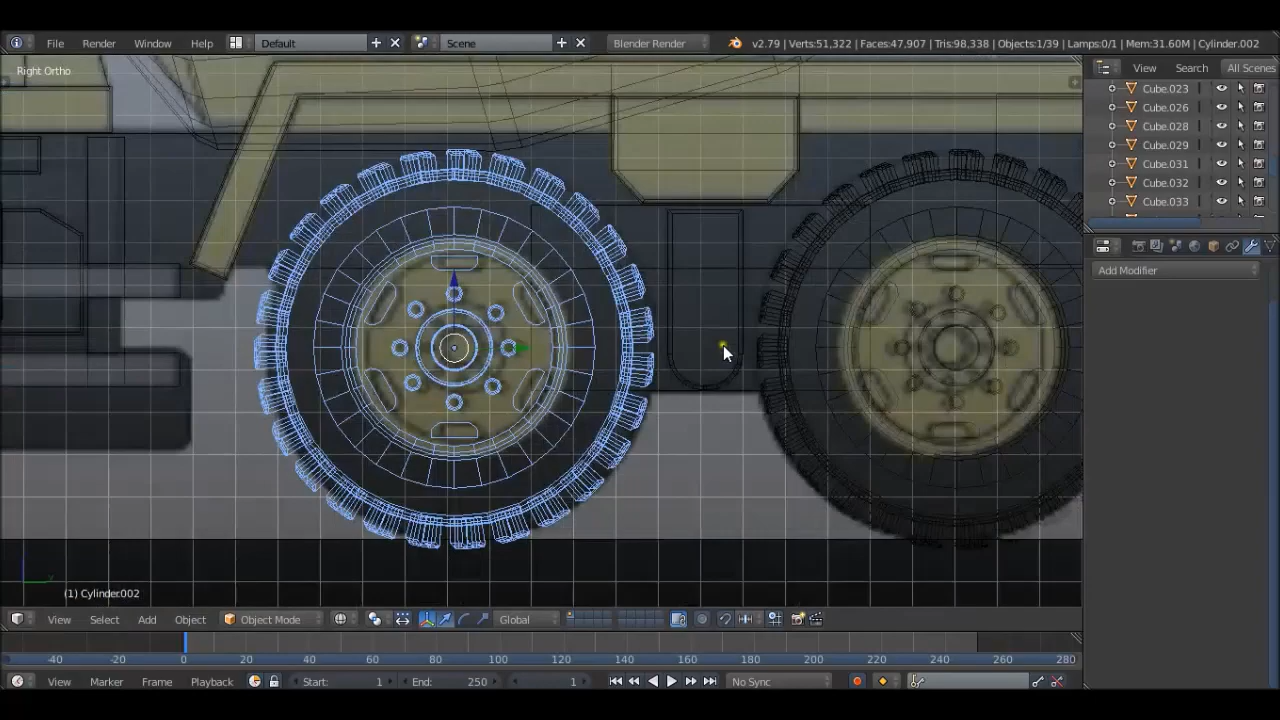 File Render Window Help Default Scene Blender Render v2.79 | Verts:51,322 | Faces:47,907 | Tris:98,338 | Objects:1/39 | Lamps:0/1 | Mem:31.60M | Cylinder.002
Right Ortho
View Search All Scenes
Cube.023
Cube.026
Cube.028
Cube.029
Cube.031
Cube.032
Cube.033
Add Modifier
(1) Cylinder.002
View Select Add Object Object Mode Global
-40 -20 0 20 40 60 80 100 120 140 160 180 200 220 240 260 280
View Marker Frame Playback Start: 1 End: 250 1 No Sync